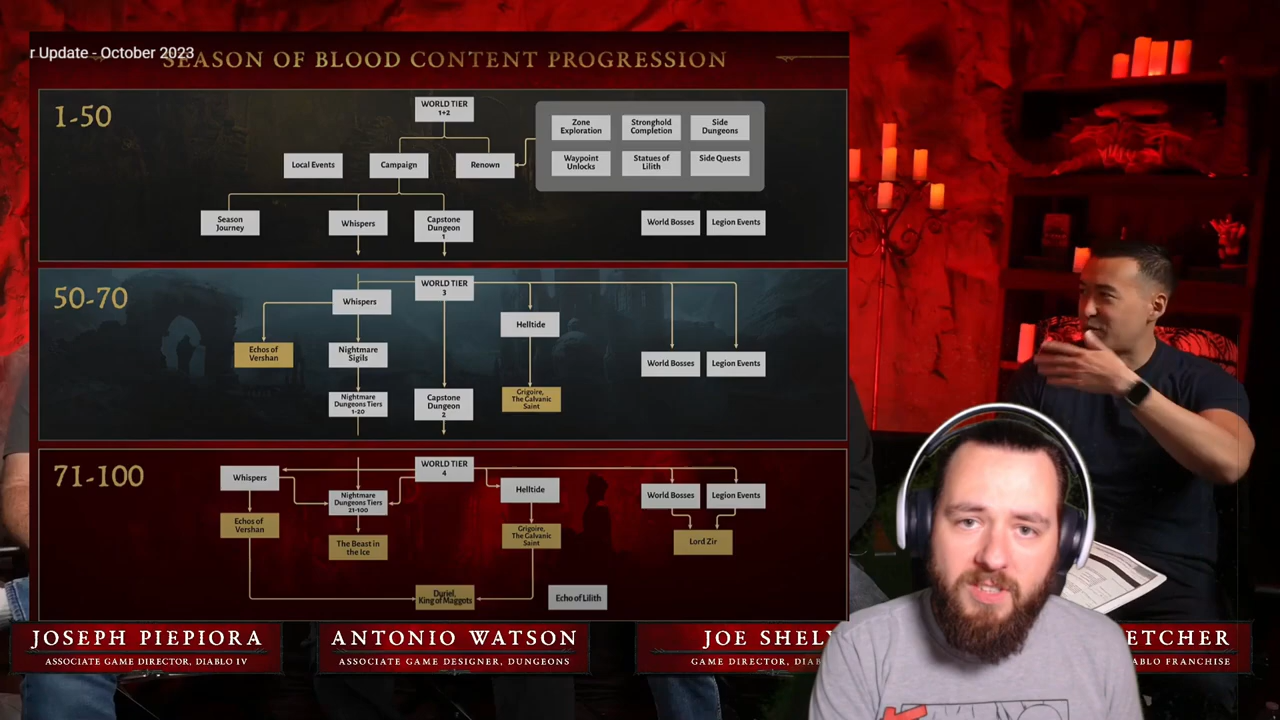 r Update - October 2023
SEASON OF BLOOD CONTENT PROGRESSION
1-50
WORLD TIER
1+2
Zone
Exploration
Stronghold
Completion
Side
Dungeons
Local Events
Campaign
Renown
Waypoint
Unlocks
Statues of
Lilith
Side Quests
Season
Journey
Whispers
Capstone
Dungeon
1
World Bosses
Legion Events
50-70
WORLD TIER
3
Whispers
Helltide
Echos of
Vershan
Nightmare
Sigils
World Bosses
Legion Events
Nightmare
Dungeons Tiers
1-20
Capstone
Dungeon
2
Grigoire,
The Galvanic
Saint
71-100
WORLD TIER
4
Whispers
Nightmare
Dungeons Tiers
21-100
Helltide
World Bosses
Legion Events
Echos of
Vershan
The Beast in
the Ice
Grigoire,
The Galvanic
Saint
Lord Zir
Duriel,
King of Maggots
Echo of Lilith
JOSEPH PIEPIORA
ASSOCIATE GAME DIRECTOR, DIABLO IV
ANTONIO WATSON
ASSOCIATE GAME DESIGNER, DUNGEONS
JOE SHELY
GAME DIRECTOR, DIAB
ETCHER
ABLO FRANCHISE